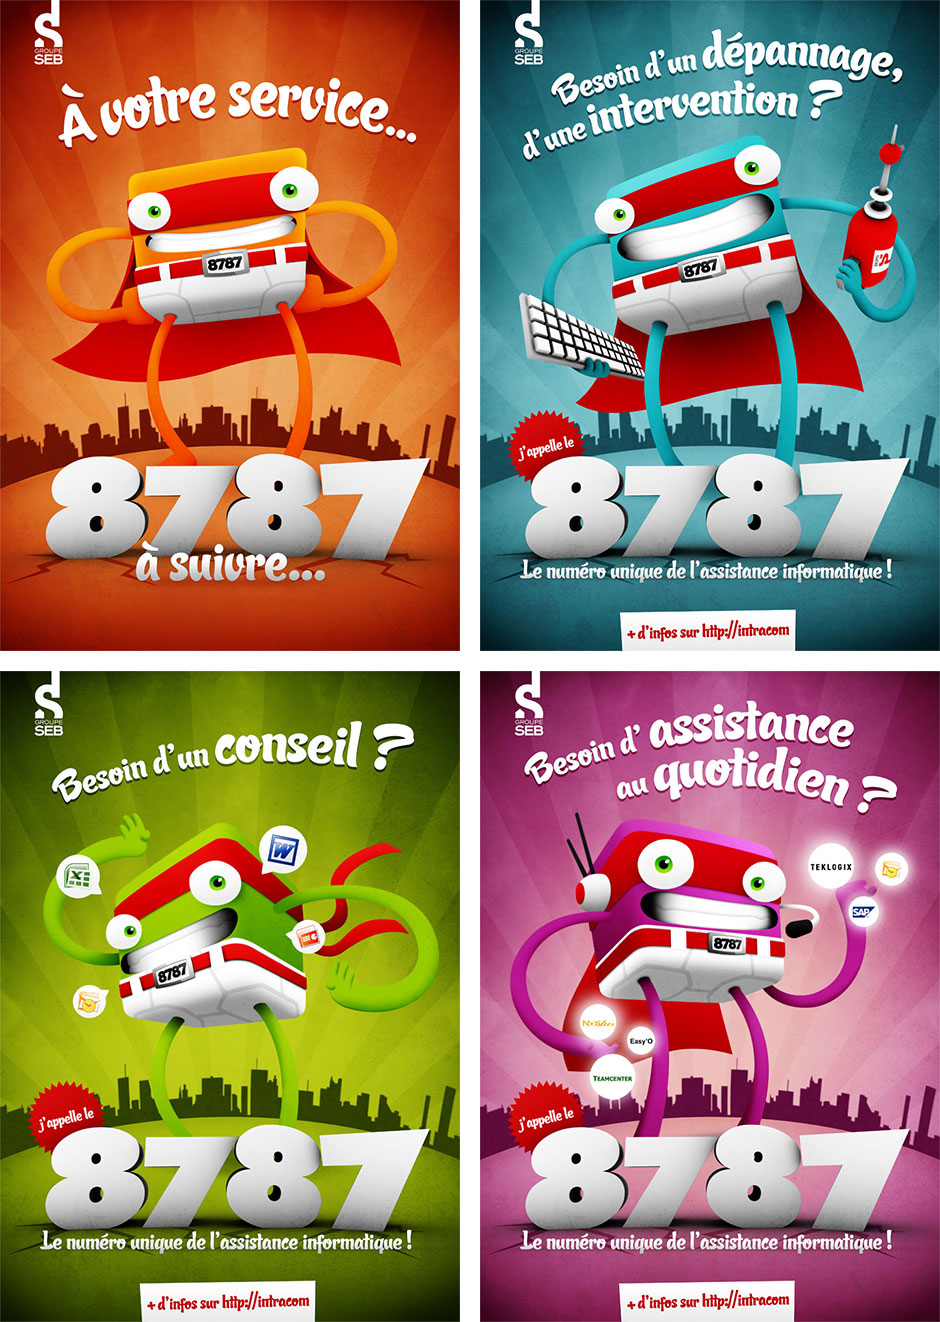 GROUPE
SEB
À votre service...
8787
8787
à suivre...
GROUPE
SEB
Besoin d'un dépannage,
d'une intervention ?
8787
j'appelle le
8787
Le numéro unique de l'assistance informatique !
+ d'infos sur http://intracom
GROUPE
SEB
Besoin d'un conseil ?
W
8787
j'appelle le
8787
Le numéro unique de l'assistance informatique !
+ d'infos sur http://intracom
GROUPE
SEB
Besoin d' assistance
au quotidien ?
TEKLOGIX
SAP
8787
Easy'O
TEAMCENTER
j'appelle le
8787
Le numéro unique de l'assistance informatique !
+ d'infos sur http://intracom